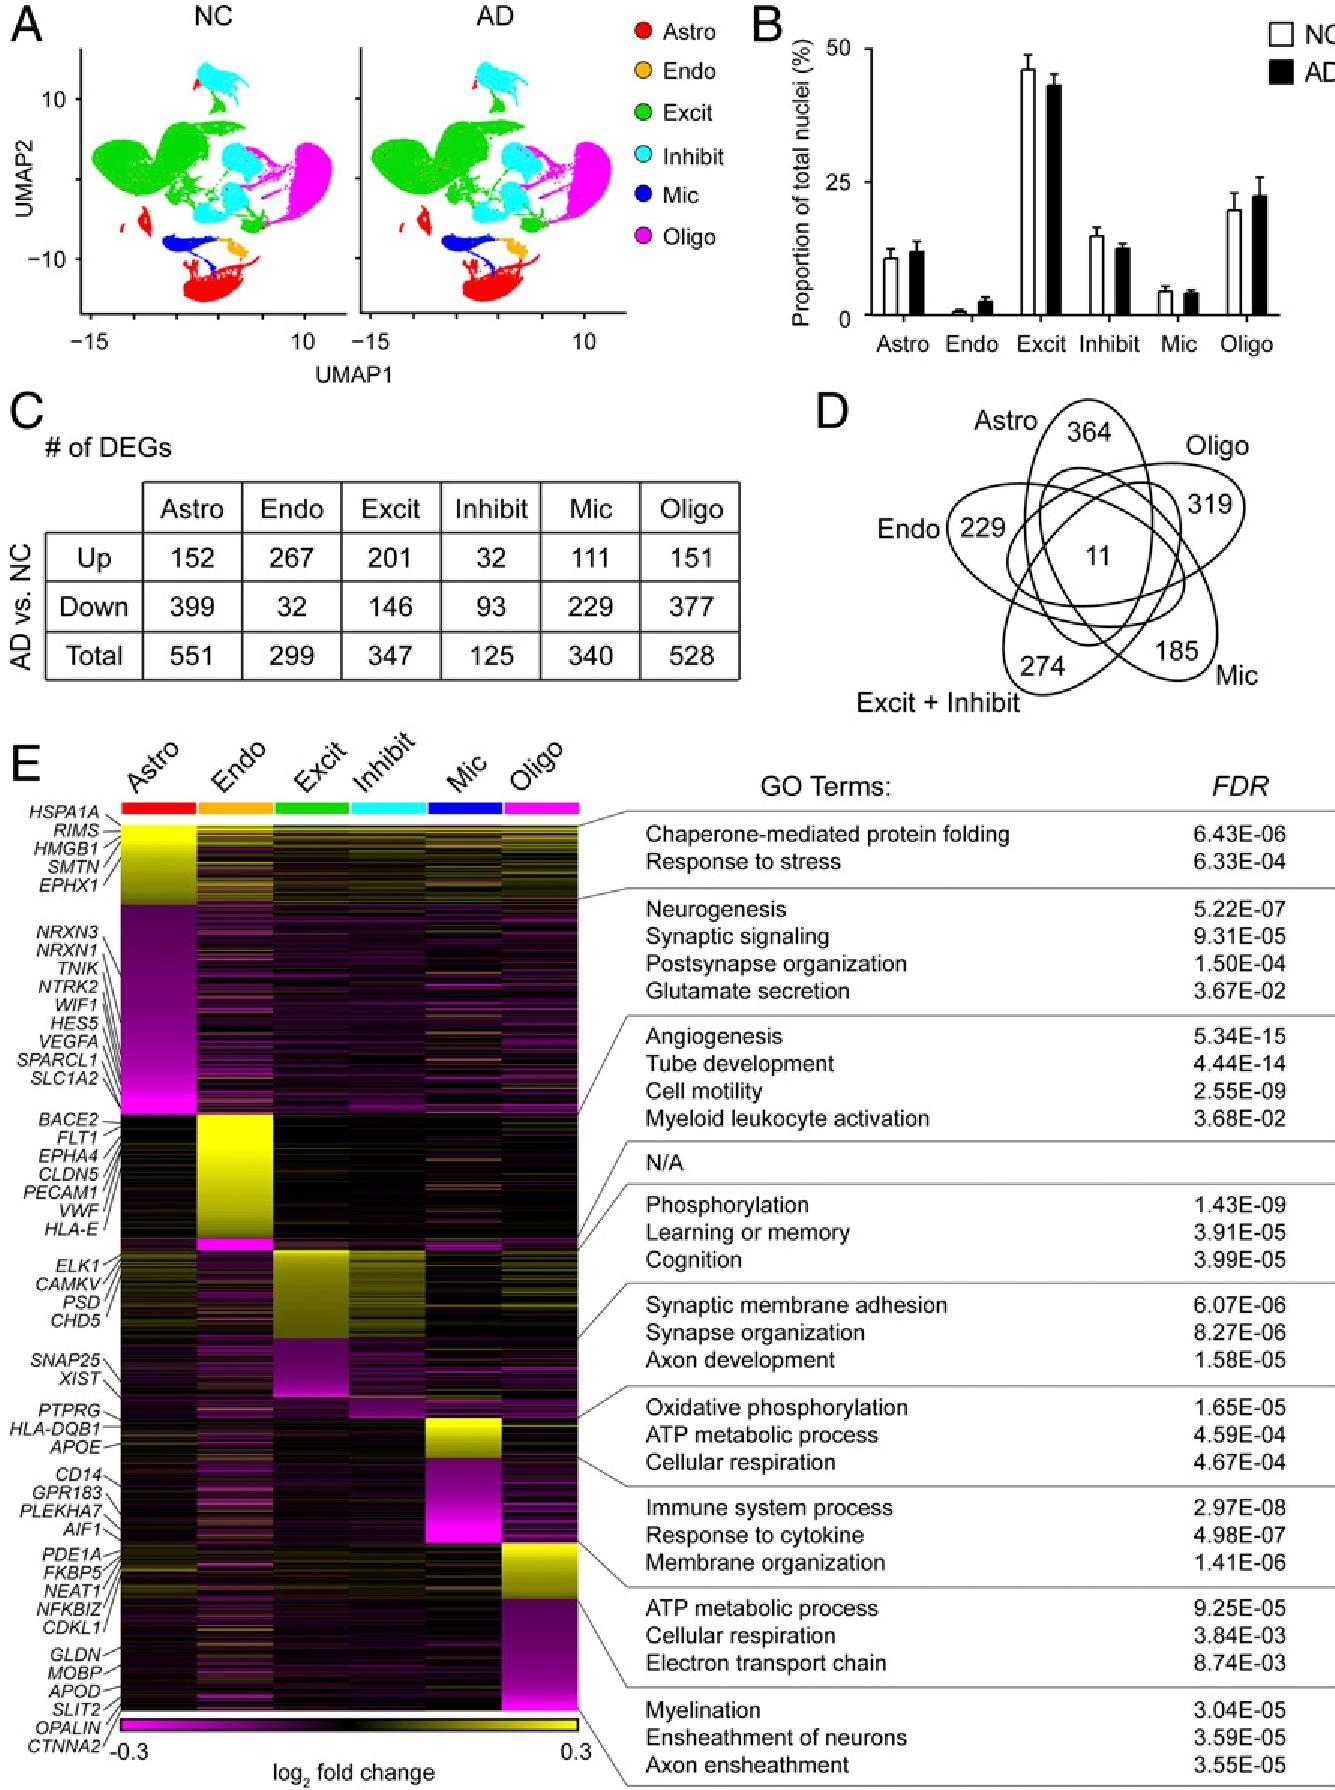 A
NC
AD
UMAP2
10
−10
−15
10
−15
10
UMAP1
Astro
Endo
Excit
Inhibit
Mic
Oligo
B
Proportion of total nuclei (%)
50
25
0
NC
AD
Astro
Endo
Excit
Inhibit
Mic
Oligo
C
# of DEGs
AD vs. NC
Astro Endo Excit Inhibit Mic Oligo
Up 152 267 201 32 111 151
Down 399 32 146 93 229 377
Total 551 299 347 125 340 528
D
Astro
364
Oligo
319
Endo
229
11
274
185
Mic
Excit + Inhibit
E
Astro
Endo
Excit
Inhibit
Mic
Oligo
HSPA1A
RIMS
HMGB1
SMTN
EPHX1
NRXN3
NRXN1
TNIK
NTRK2
WIF1
HES5
VEGFA
SPARCL1
SLC1A2
BACE2
FLT1
EPHA4
CLDN5
PECAM1
VWF
HLA-E
ELK1
CAMKV
PSD
CHD5
SNAP25
XIST
PTPRG
HLA-DQB1
APOE
CD14
GPR183
PLEKHA7
AIF1
PDE1A
FKBP5
NEAT1
NFKBIZ
CDKL1
GLDN
MOBP
APOD
SLIT2
OPALIN
CTNNA2
-0.3
0.3
log2 fold change
GO Terms: FDR
Chaperone-mediated protein folding 6.43E-06
Response to stress 6.33E-04
Neurogenesis 5.22E-07
Synaptic signaling 9.31E-05
Postsynapse organization 1.50E-04
Glutamate secretion 3.67E-02
Angiogenesis 5.34E-15
Tube development 4.44E-14
Cell motility 2.55E-09
Myeloid leukocyte activation 3.68E-02
N/A
Phosphorylation 1.43E-09
Learning or memory 3.91E-05
Cognition 3.99E-05
Synaptic membrane adhesion 6.07E-06
Synapse organization 8.27E-06
Axon development 1.58E-05
Oxidative phosphorylation 1.65E-05
ATP metabolic process 4.59E-04
Cellular respiration 4.67E-04
Immune system process 2.97E-08
Response to cytokine 4.98E-07
Membrane organization 1.41E-06
ATP metabolic process 9.25E-05
Cellular respiration 3.84E-03
Electron transport chain 8.74E-03
Myelination 3.04E-05
Ensheathment of neurons 3.59E-05
Axon ensheathment 3.55E-05